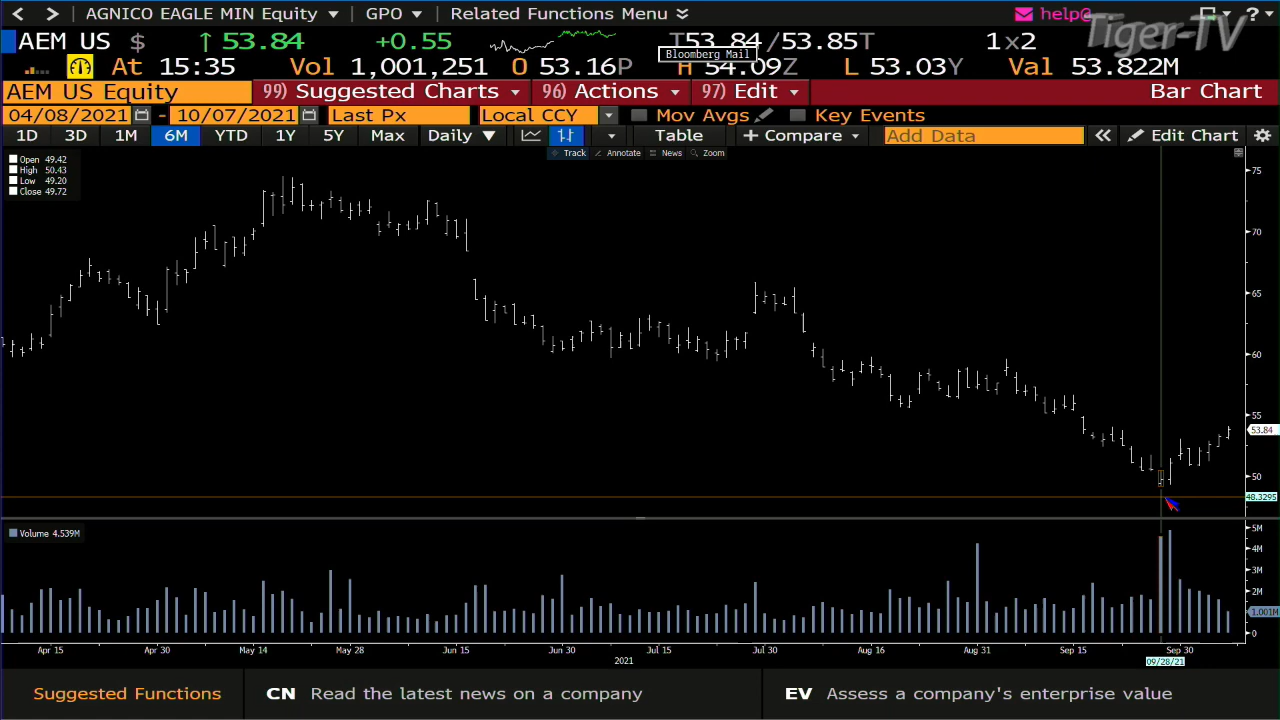 AGNICO EAGLE MIN Equity GPO Related Functions Menu help@ ?
AEM US $ ↑ 53.84 +0.55 T53.84/53.85T 1x2 Tiger-TV
Bloomberg Mail
At 15:35 Vol 1,001,251 O 53.16P H 54.09Z L 53.03Y Val 53.822M
AEM US Equity 99) Suggested Charts 96) Actions 97) Edit Bar Chart
04/08/2021 - 10/07/2021 Last Px Local CCY Mov Avgs Key Events
1D 3D 1M 6M YTD 1Y 5Y Max Daily Table + Compare Add Data Edit Chart
Track Annotate News Zoom
Open 49.42
High 50.43
Low 49.20
Close 49.72
75
70
65
60
55
53.84
50
48.3295
Volume 4.539M
5M
4M
3M
2M
1.001M
0
Apr 15 Apr 30 May 14 May 28 Jun 15 Jun 30 Jul 15 Jul 30 Aug 16 Aug 31 Sep 15 Sep 30
2021
09/28/21
Suggested Functions CN Read the latest news on a company EV Assess a company's enterprise value